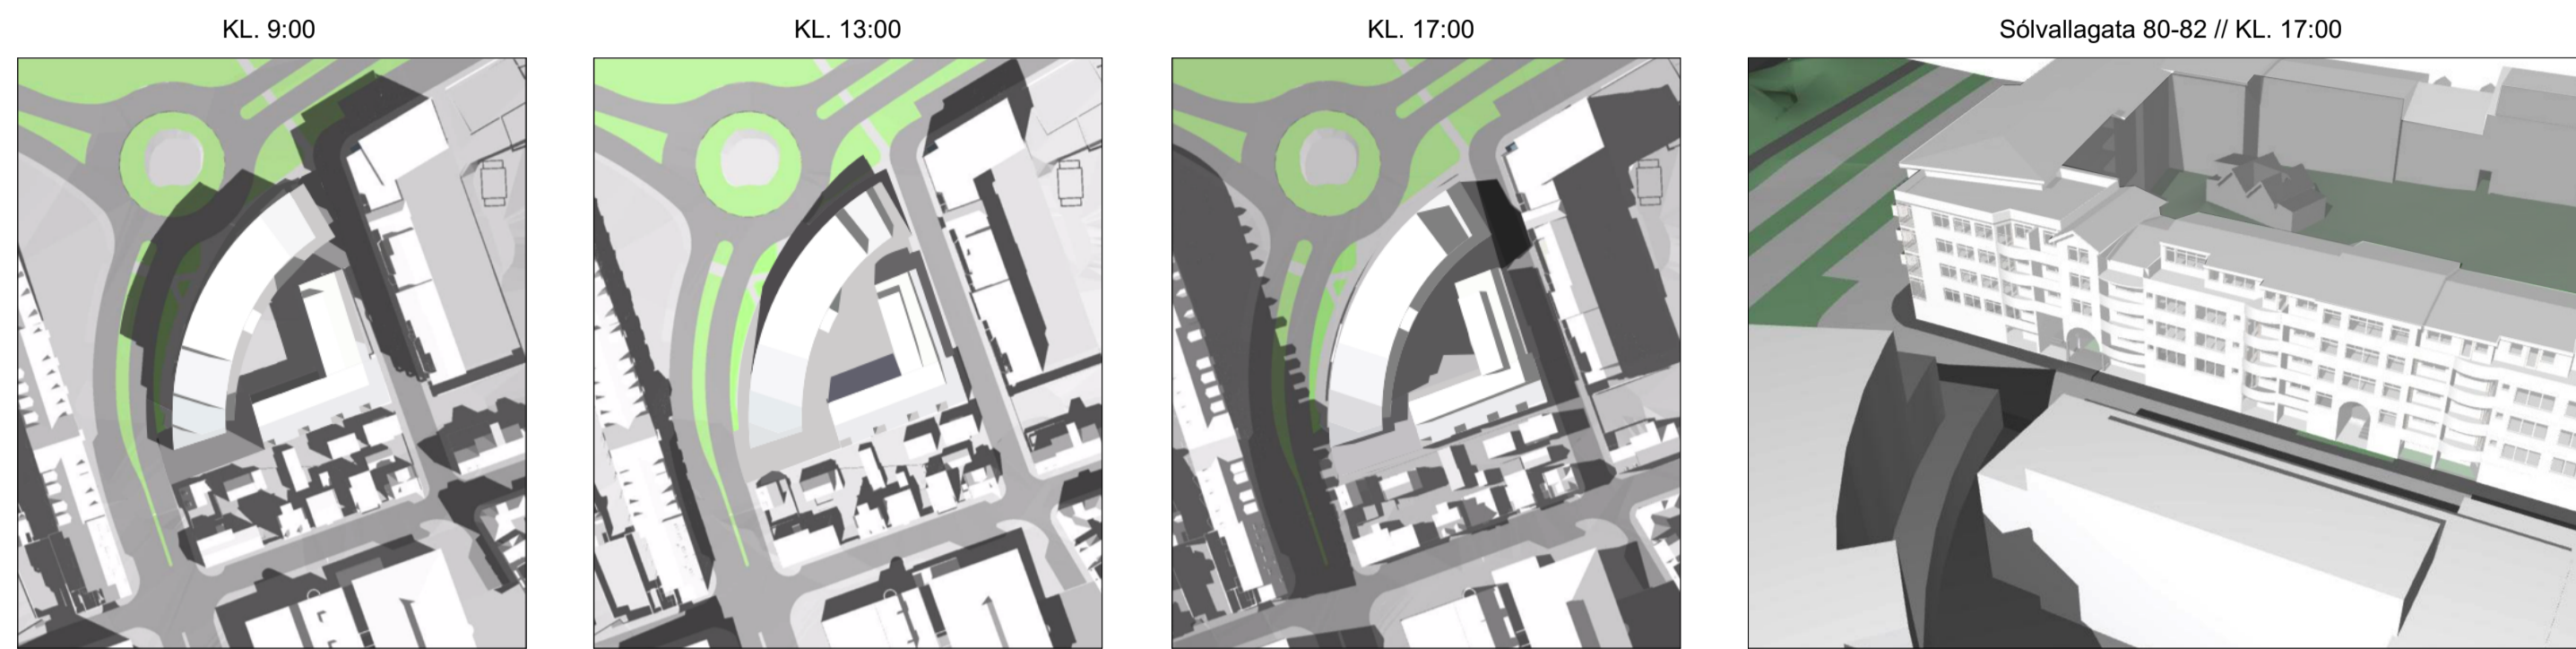 KL. 9:00
KL. 13:00
KL. 17:00
Sólvallagata 80-82 // KL. 17:00